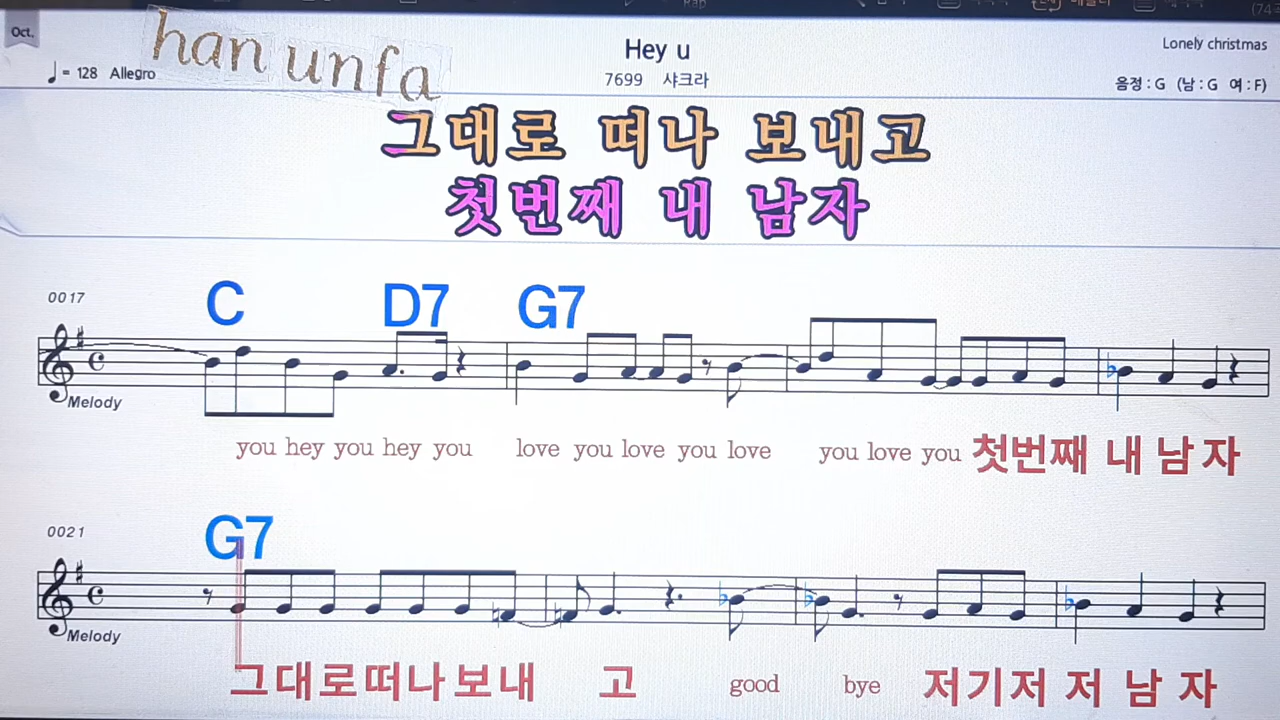 Oct.
han unfa
Hey u
Lonely christmas
♩= 128 Allegro
7699 샤크라
음정 : G (남 : G 여 : F)
그대로 떠나 보내고
첫번째 내 남자
0017
C D7 G7
Melody
you hey you hey you love you love you love you love you 첫번째 내 남 자
0021
G7
Melody
그대로떠나 보내 고 good bye 저기저 저 남 자